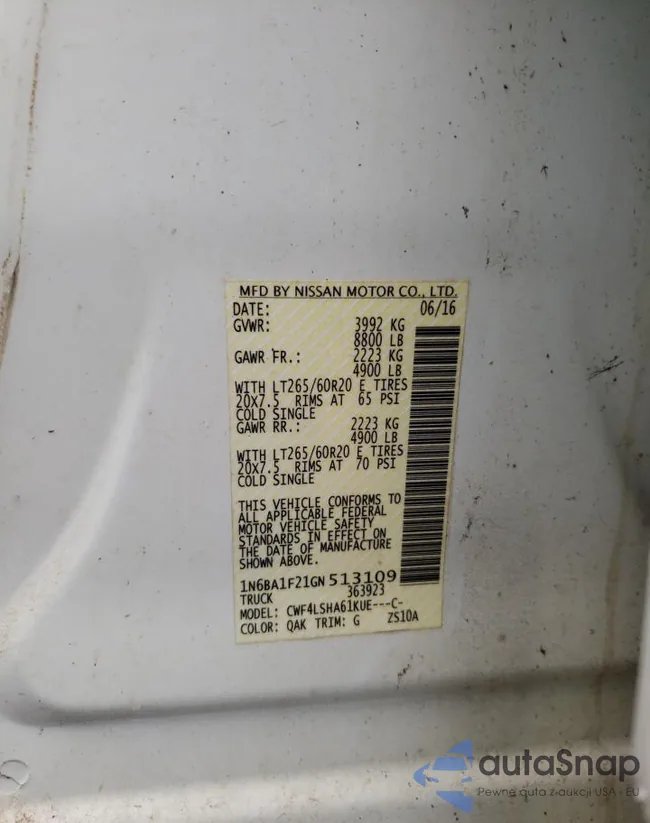 MFD BY NISSAN MOTOR CO., LTD.
DATE: 06/16
GVWR: 3992 KG
8800 LB
GAWR FR.: 2223 KG
4900 LB
WITH LT265/60R20 E TIRES
20X7.5 RIMS AT 65 PSI
COLD SINGLE
GAWR RR.: 2223 KG
4900 LB
WITH LT265/60R20 E TIRES
20X7.5 RIMS AT 70 PSI
COLD SINGLE
THIS VEHICLE CONFORMS TO
ALL APPLICABLE FEDERAL
MOTOR VEHICLE SAFETY
STANDARDS IN EFFECT ON
THE DATE OF MANUFACTURE
SHOWN ABOVE.
1N6BA1F21GN513109
TRUCK 363923
MODEL: CWF4LSHA61KUE---C-
COLOR: QAK TRIM: G ZS10A
autaSnap
Pewne auta z aukcji USA - EU